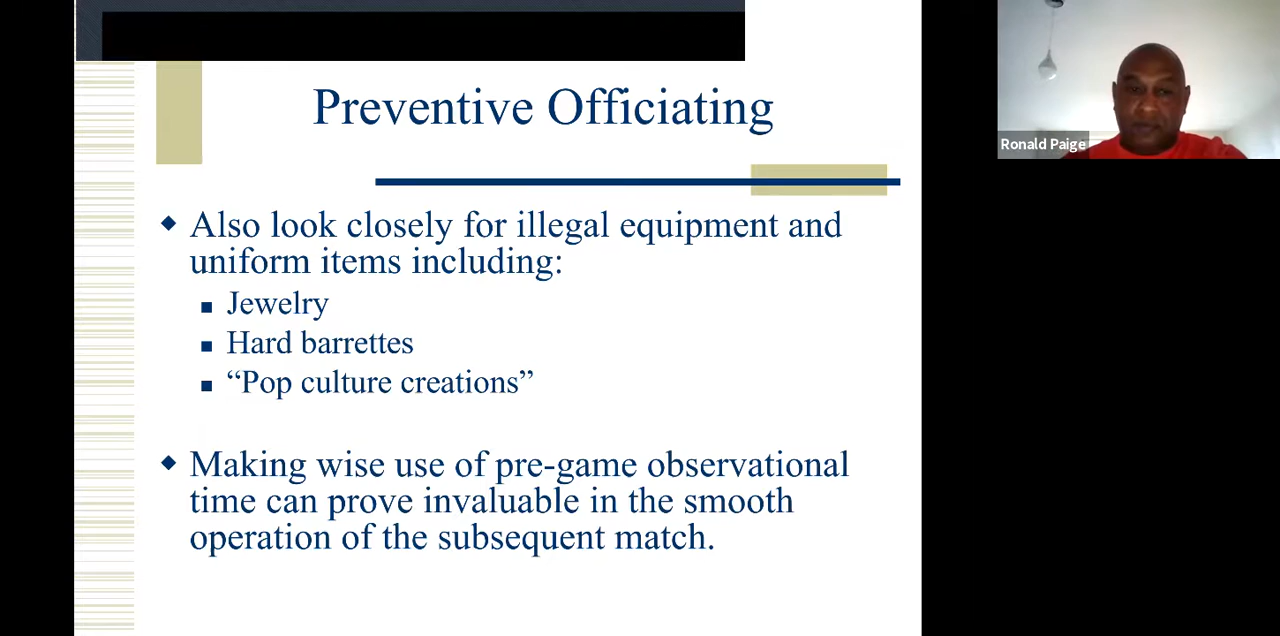 Preventive Officiating
Ronald Paige
Also look closely for illegal equipment and
uniform items including:
Jewelry
Hard barrettes
“Pop culture creations”
Making wise use of pre-game observational
time can prove invaluable in the smooth
operation of the subsequent match.